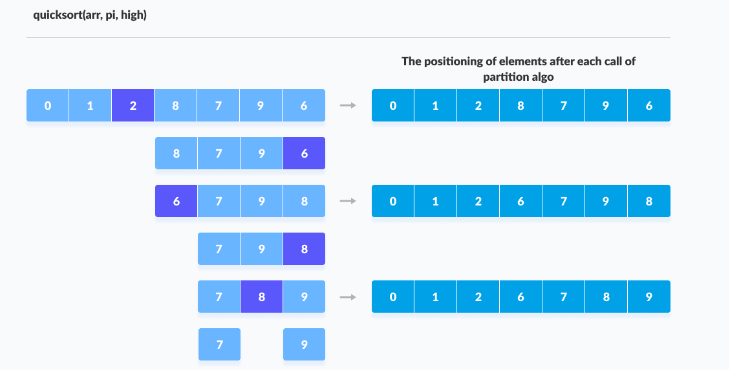 quicksort(arr, pi, high)
The positioning of elements after each call of
partition algo
0 1 2 8 7 9 6 → 0 1 2 8 7 9 6
8 7 9 6
6 7 9 8 → 0 1 2 6 7 9 8
7 9 8
7 8 9 → 0 1 2 6 7 8 9
7 9